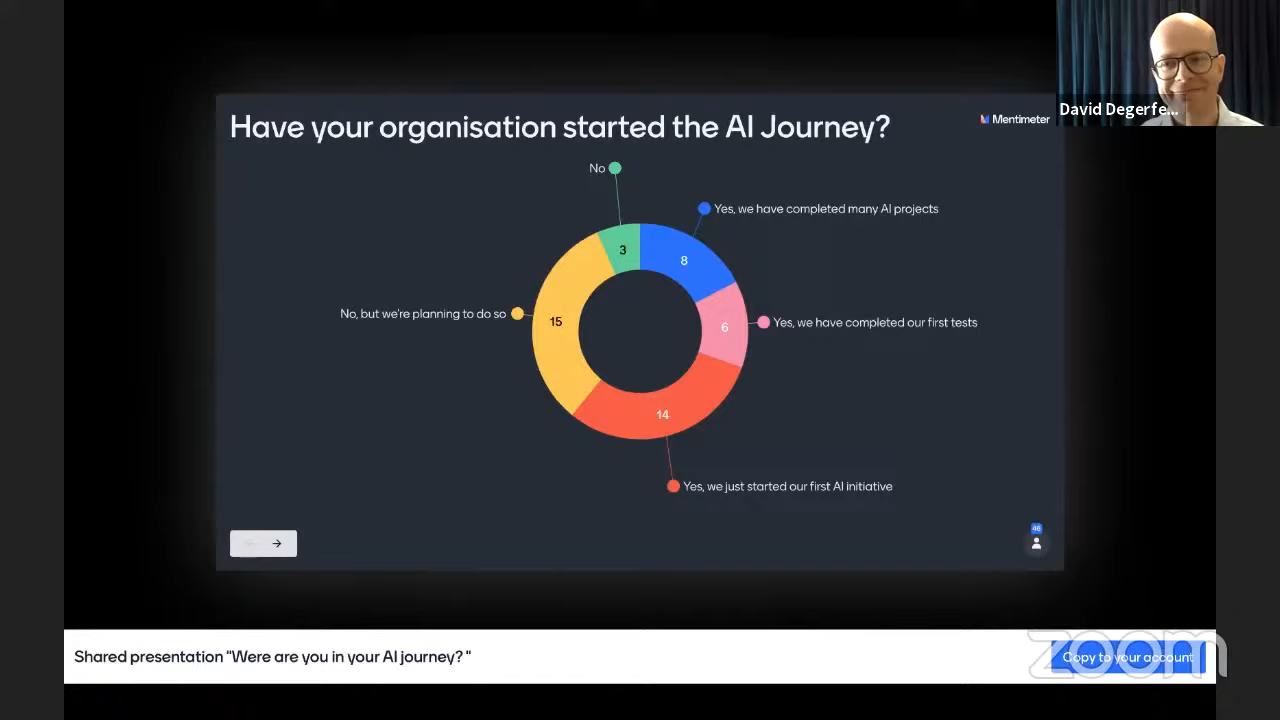 Have your organisation started the AI Journey?
Mentimeter
David Degerfe...
No
Yes, we have completed many AI projects
3
8
No, but we're planning to do so
15
6
Yes, we have completed our first tests
14
Yes, we just started our first AI initiative
46
Shared presentation "Were are you in your AI journey? "
Copy to your account
zoom